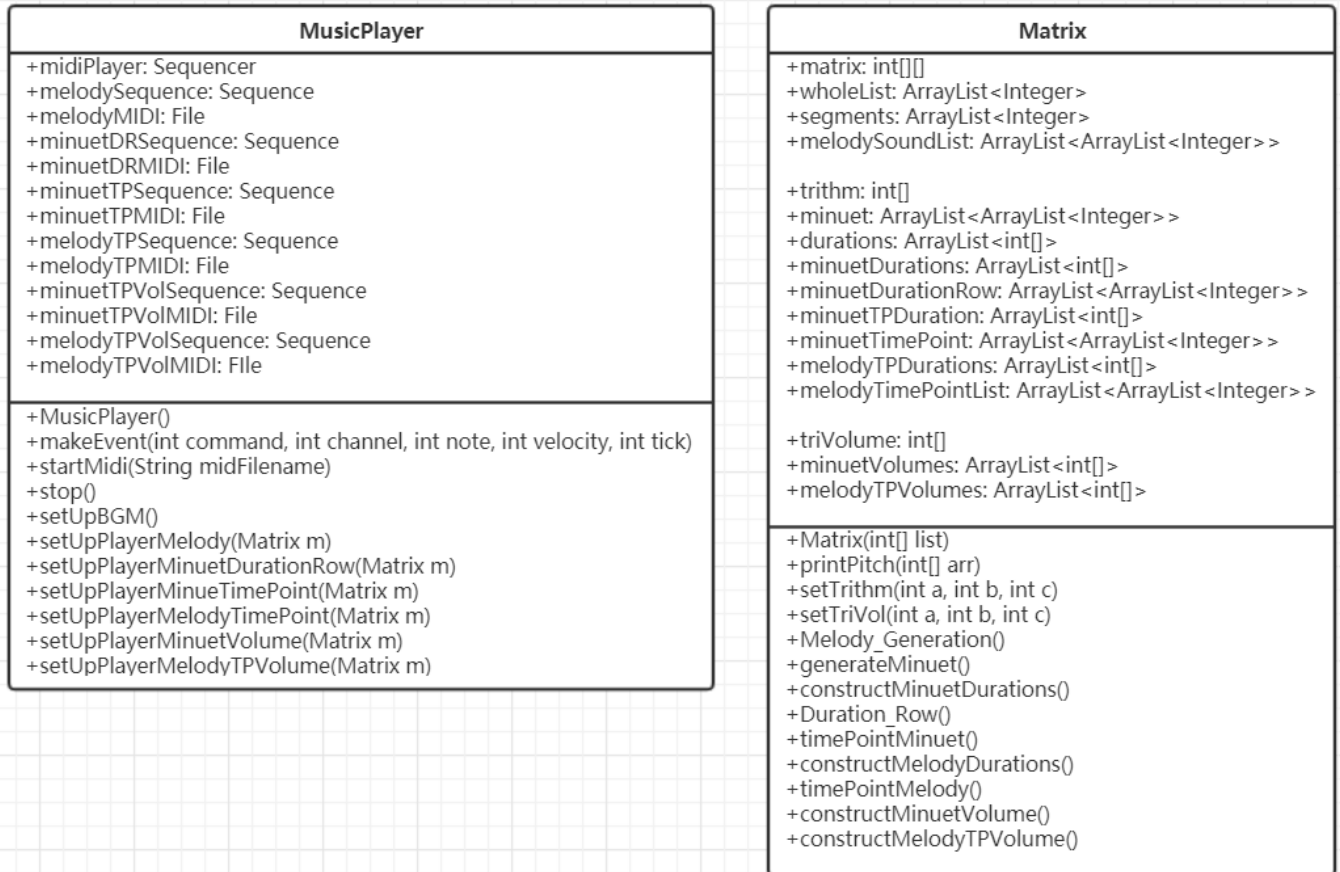 MusicPlayer
+midiPlayer: Sequencer
+melodySequence: Sequence
+melodyMIDI: File
+minuetDRSequence: Sequence
+minuetDRMIDI: File
+minuetTPSequence: Sequence
+minuetTPMIDI: File
+melodyTPSequence: Sequence
+melodyTPMIDI: File
+minuetTPVolSequence: Sequence
+minuetTPVolMIDI: File
+melodyTPVolSequence: Sequence
+melodyTPVolMIDI: FIle
+MusicPlayer()
+makeEvent(int command, int channel, int note, int velocity, int tick)
+startMidi(String midFilename)
+stop()
+setUpBGM()
+setUpPlayerMelody(Matrix m)
+setUpPlayerMinuetDurationRow(Matrix m)
+setUpPlayerMinueTimePoint(Matrix m)
+setUpPlayerMelodyTimePoint(Matrix m)
+setUpPlayerMinuetVolume(Matrix m)
+setUpPlayerMelodyTPVolume(Matrix m)
Matrix
+matrix: int[][]
+wholeList: ArrayList<Integer>
+segments: ArrayList<Integer>
+melodySoundList: ArrayList<ArrayList<Integer>>
+trithm: int[]
+minuet: ArrayList<ArrayList<Integer>>
+durations: ArrayList<int[]>
+minuetDurations: ArrayList<int[]>
+minuetDurationRow: ArrayList<ArrayList<Integer>>
+minuetTPDuration: ArrayList<int[]>
+minuetTimePoint: ArrayList<ArrayList<Integer>>
+melodyTPDurations: ArrayList<int[]>
+melodyTimePointList: ArrayList<ArrayList<Integer>>
+triVolume: int[]
+minuetVolumes: ArrayList<int[]>
+melodyTPVolumes: ArrayList<int[]>
+Matrix(int[] list)
+printPitch(int[] arr)
+setTrithm(int a, int b, int c)
+setTriVol(int a, int b, int c)
+Melody_Generation()
+generateMinuet()
+constructMinuetDurations()
+Duration_Row()
+timePointMinuet()
+constructMelodyDurations()
+timePointMelody()
+constructMinuetVolume()
+constructMelodyTPVolume()